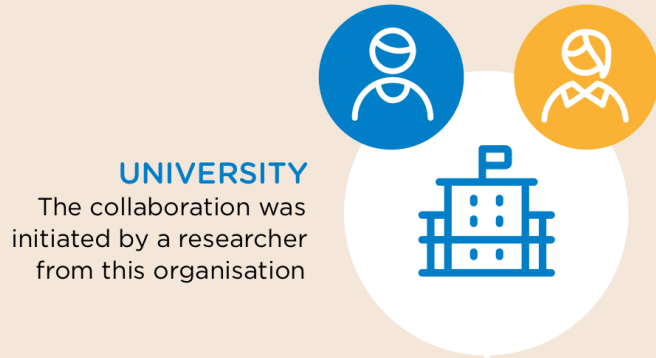 UNIVERSITY
The collaboration was
initiated by a researcher
from this organisation